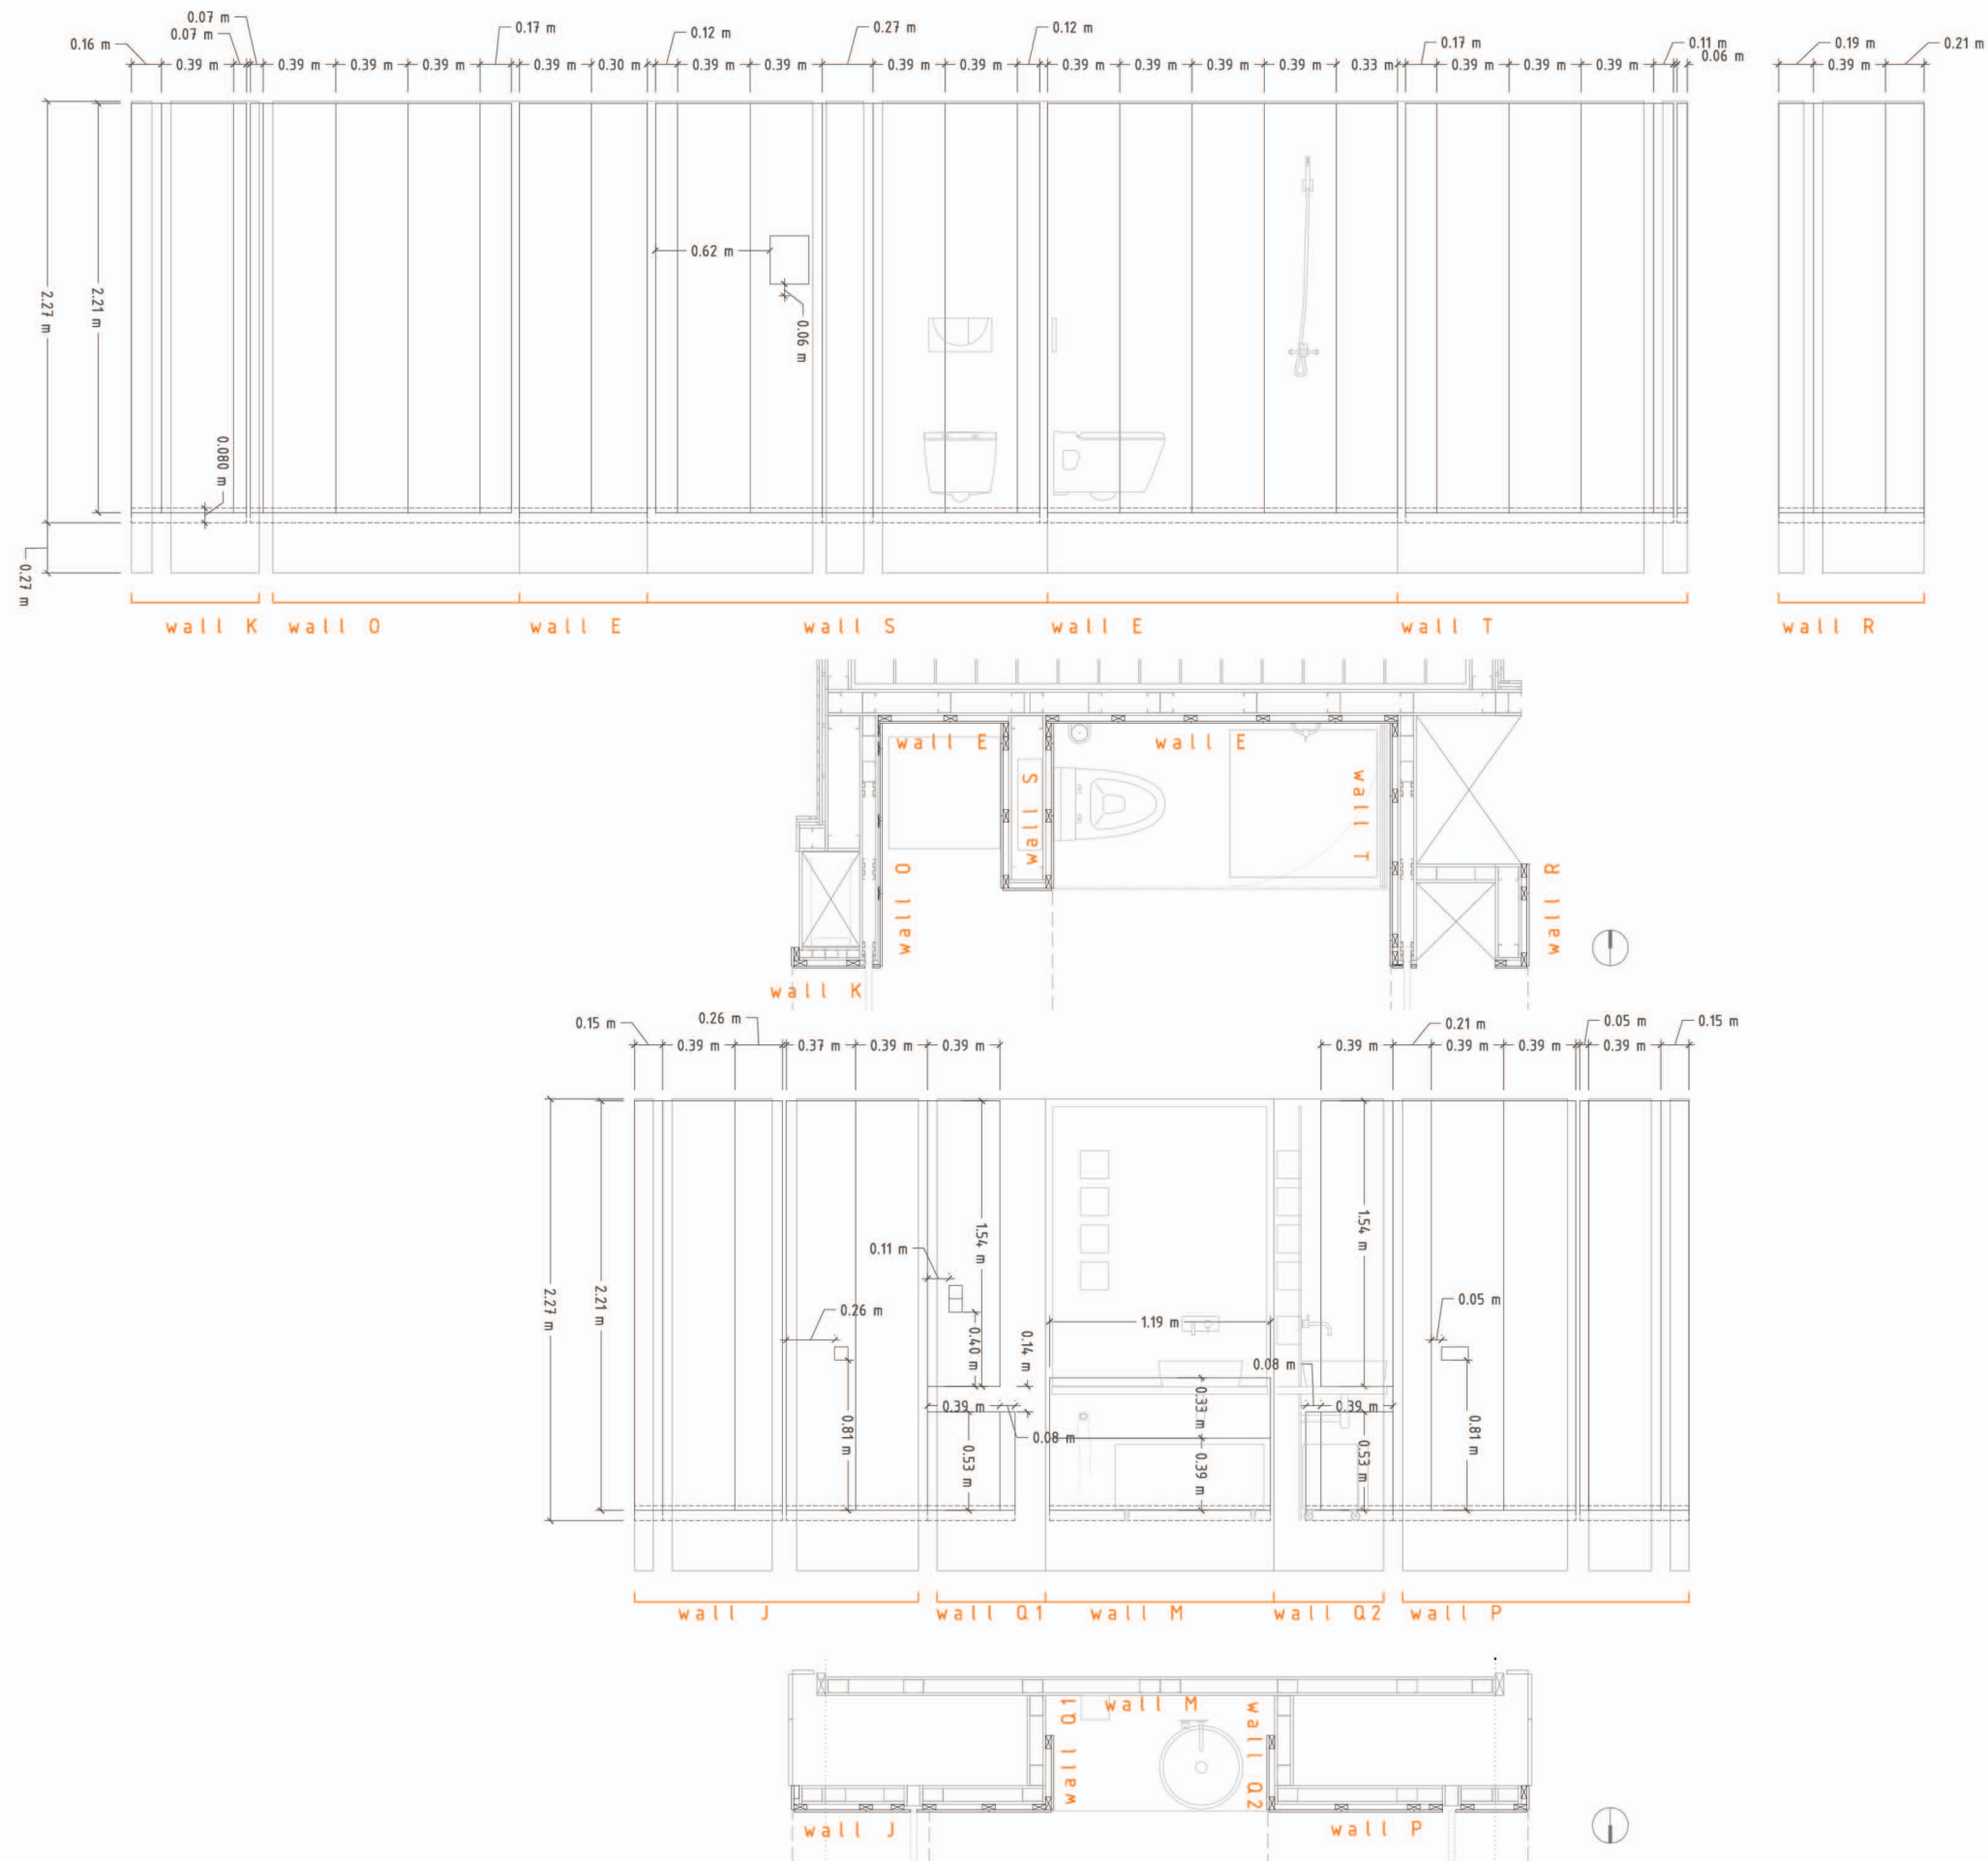 0.07 m
0.16 m
0.07 m
0.17 m
0.12 m
0.27 m
0.12 m
0.17 m
0.11 m
0.06 m
0.19 m
0.21 m
0.39 m
0.39 m
0.39 m
0.39 m
0.39 m
0.30 m
0.39 m
0.39 m
0.39 m
0.39 m
0.39 m
0.39 m
0.39 m
0.39 m
0.33 m
0.39 m
0.39 m
0.39 m
0.39 m
2.27 m
2.21 m
0.62 m
0.06 m
0.080 m
0.27 m
wall K
wall O
wall E
wall S
wall E
wall T
wall R
wall E
wall E
wall S
wall T
wall O
wall R
wall K
0.15 m
0.26 m
0.21 m
0.05 m
0.15 m
0.39 m
0.37 m
0.39 m
0.39 m
0.39 m
0.39 m
0.39 m
0.39 m
2.27 m
2.21 m
1.54 m
1.54 m
0.11 m
0.26 m
0.40 m
0.14 m
1.19 m
0.05 m
0.08 m
0.33 m
0.39 m
0.39 m
0.08 m
0.81 m
0.53 m
0.39 m
0.53 m
0.81 m
wall J
wall Q1
wall M
wall Q2
wall P
wall Q1
wall M
wall Q2
wall J
wall P